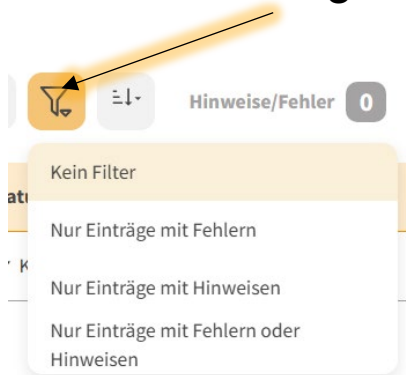 Hinweise/Fehler 0
Kein Filter
Nur Einträge mit Fehlern
Nur Einträge mit Hinweisen
Nur Einträge mit Fehlern oder
Hinweisen